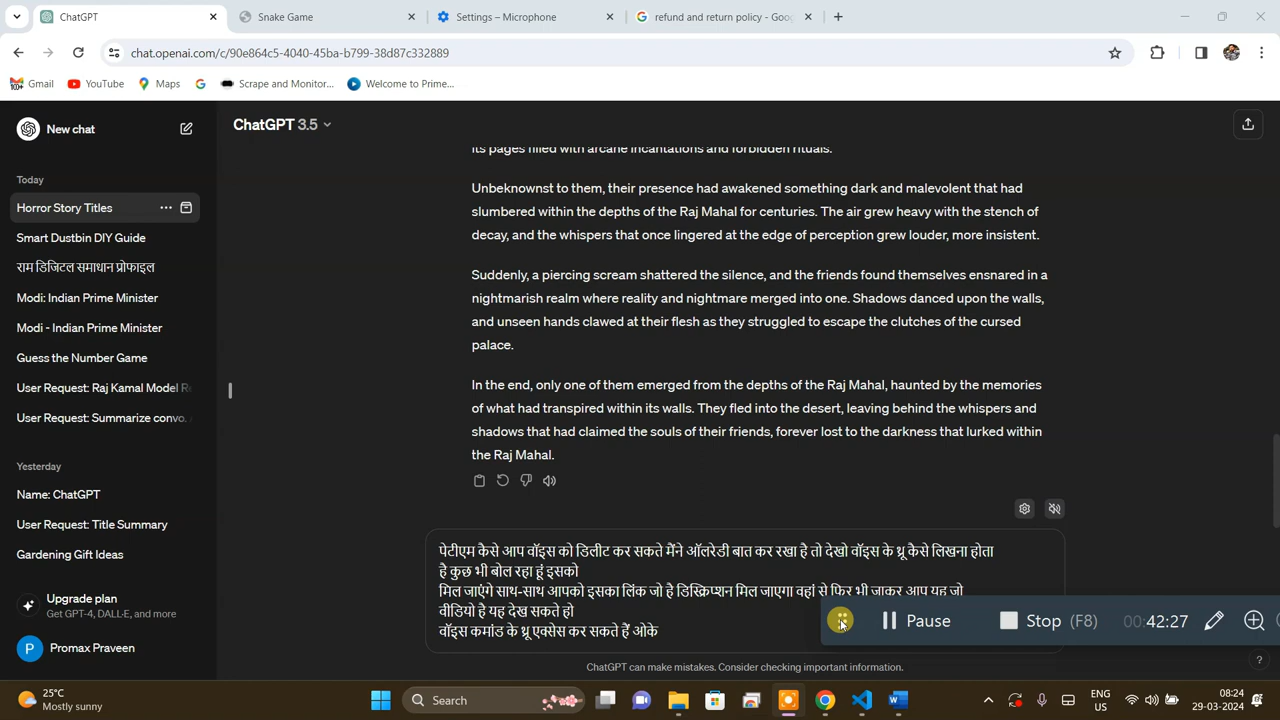 ChatGPT
Snake Game
Settings – Microphone
refund and return policy - Goo
chat.openai.com/c/90e864c5-4040-45ba-b799-38d87c332889
Gmail
YouTube
Maps
Scrape and Monitor...
Welcome to Prime...
New chat
ChatGPT 3.5
Today
Horror Story Titles
Smart Dustbin DIY Guide
राम डिजिटल समाधान प्रोफाइल
Modi: Indian Prime Minister
Modi - Indian Prime Minister
Guess the Number Game
User Request: Raj Kamal Model R
User Request: Summarize convo.
Yesterday
Name: ChatGPT
User Request: Title Summary
Gardening Gift Ideas
Upgrade plan
Get GPT-4, DALL·E, and more
Promax Praveen
its pages filled with arcane incantations and forbidden rituals.
Unbeknownst to them, their presence had awakened something dark and malevolent that had
slumbered within the depths of the Raj Mahal for centuries. The air grew heavy with the stench of
decay, and the whispers that once lingered at the edge of perception grew louder, more insistent.
Suddenly, a piercing scream shattered the silence, and the friends found themselves ensnared in a
nightmarish realm where reality and nightmare merged into one. Shadows danced upon the walls,
and unseen hands clawed at their flesh as they struggled to escape the clutches of the cursed
palace.
In the end, only one of them emerged from the depths of the Raj Mahal, haunted by the memories
of what had transpired within its walls. They fled into the desert, leaving behind the whispers and
shadows that had claimed the souls of their friends, forever lost to the darkness that lurked within
the Raj Mahal.
पेटीएम कैसे आप वॉइस को डिलीट कर सकते मैंने ऑलरेडी बात कर रखा है तो देखो वॉइस के थ्रू कैसे लिखना होता
है कुछ भी बोल रहा हूं इसको
मिल जाएंगे साथ-साथ आपको इसका लिंक जो है डिस्क्रिप्शन मिल जाएगा वहां से फिर भी जाकर आप यह जो
वीडियो है यह देख सकते हो
वॉइस कमांड के थ्रू एक्सेस कर सकते हैं ओके
Pause
Stop (F8)
00:42:27
ChatGPT can make mistakes. Consider checking important information.
?
25°C
Mostly sunny
Search
ENG
US
08:24
29-03-2024